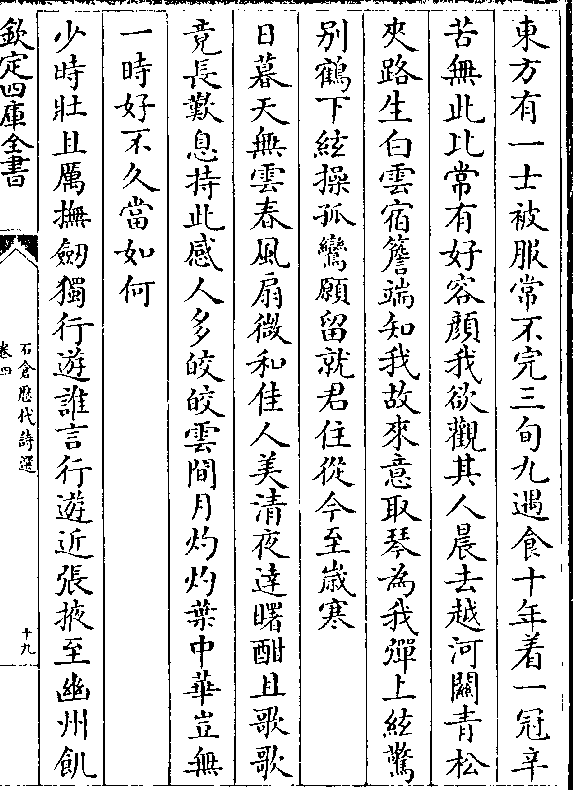 東方有一士被服常不完三旬九遇食十年着一冠辛
苦無此比常有好容顔我欲觀其人晨去越河闗青松
夾路生白雲宿簷端知我故來意取琴為我彈上絃驚
别鶴下絃操孤鸞願留就君住從今至歳寒
日暮天無雲春風扇微和佳人美清夜達曙酣且歌歌
竟長歎息持此感人多皎皎雲間月灼灼葉中華豈無
一時好不久當如何
少時壯且厲撫劒獨行遊誰言行遊近張掖至幽州飢
欽定四庫全書
石倉歴代詩選
卷四
十九